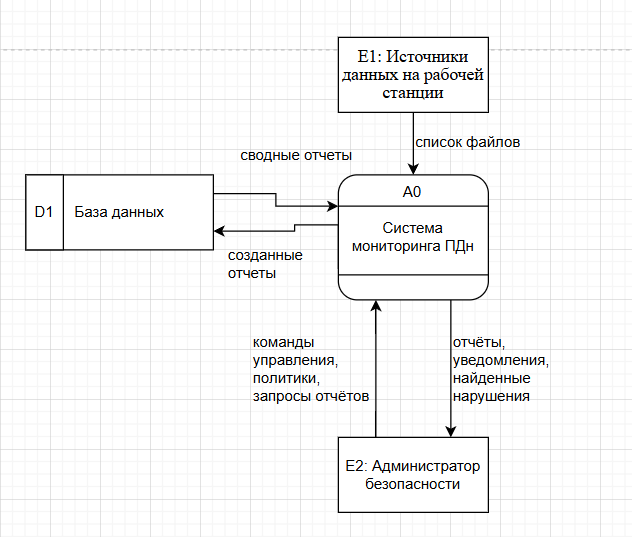 E1: Источники
данных на рабочей
станции
список файлов
сводные отчеты
A0
D1
База данных
Система
мониторинга ПДн
созданные
отчеты
команды
управления,
политики,
запросы отчётов
отчёты,
уведомления,
найденные
нарушения
E2: Администратор
безопасности